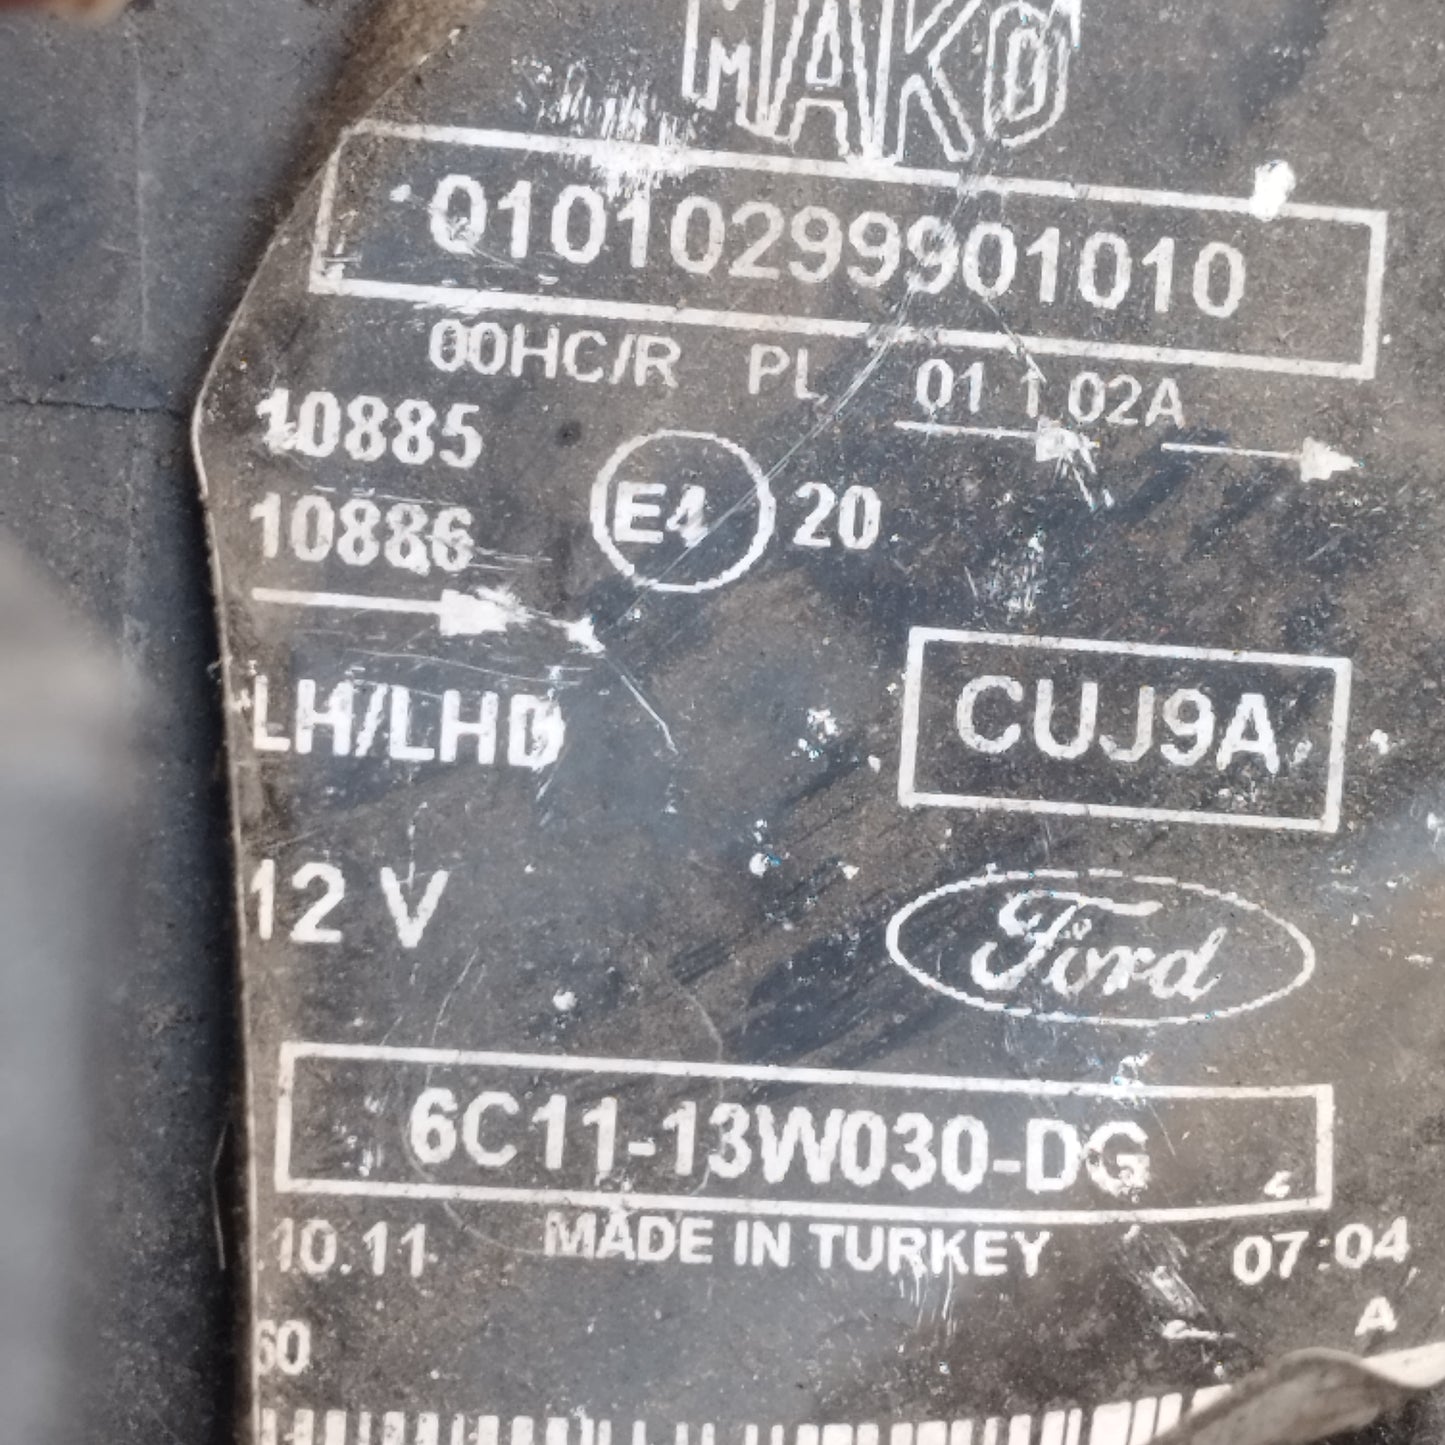 MAKO
01010299901010
00HC/R PL 01 1 02A
10885
10886
E4 20
LH/LHD
CUJ9A
12 V
Ford
6C11-13W030-DG
.10.11 MADE IN TURKEY 07:04
A
60